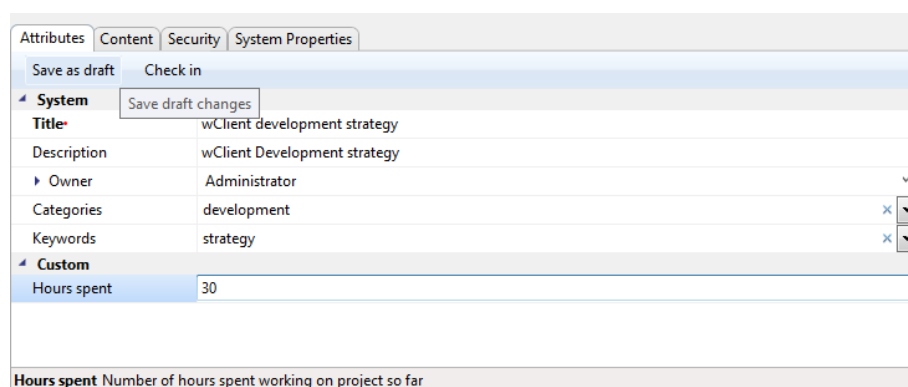 Attributes Content Security System Properties
Save as draft Check in
System Save draft changes
Title• wClient development strategy
Description wClient Development strategy
Owner Administrator
Categories development
Keywords strategy
Custom
Hours spent 30
Hours spent Number of hours spent working on project so far